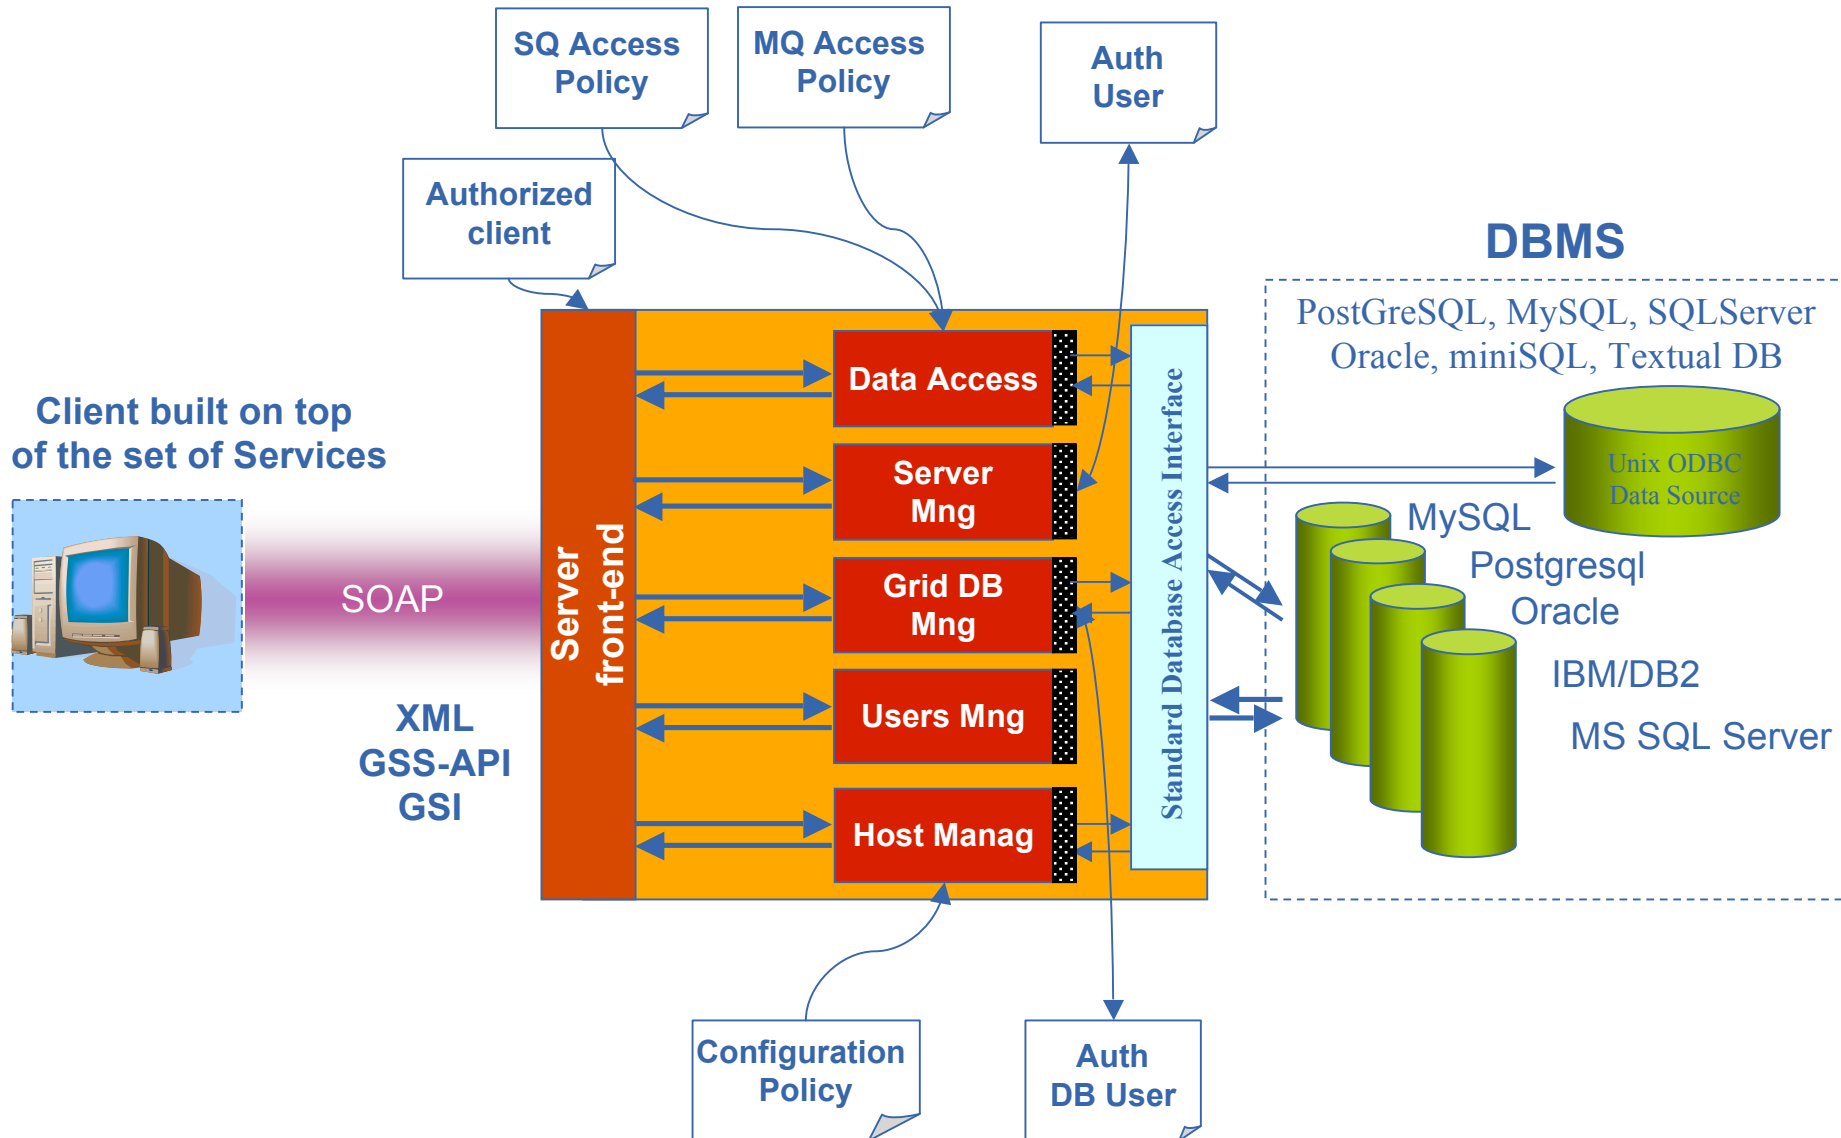 SQ Access
Policy
MQ Access
Policy
Auth
User
Authorized
client
DBMS
PostGreSQL, MySQL, SQLServer
Oracle, miniSQL, Textual DB
Unix ODBC
Data Source
MySQL
Postgresql
Oracle
IBM/DB2
MS SQL Server
Client built on top
of the set of Services
SOAP
XML
GSS-API
GSI
Server
front-end
Data Access
Server
Mng
Grid DB
Mng
Users Mng
Host Manag
Standard Database Access Interface
Configuration
Policy
Auth
DB User